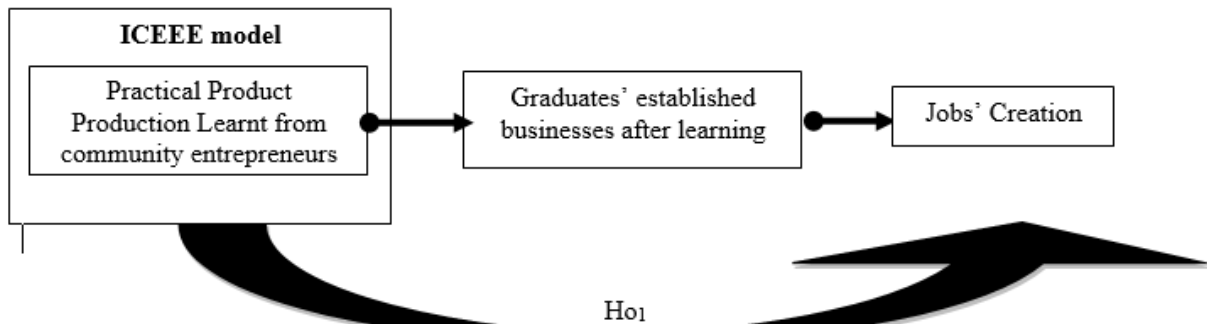 ICEEE model
Practical Product
Production Learnt from
community entrepreneurs
Graduates’ established
businesses after learning
Jobs’ Creation
Ho1